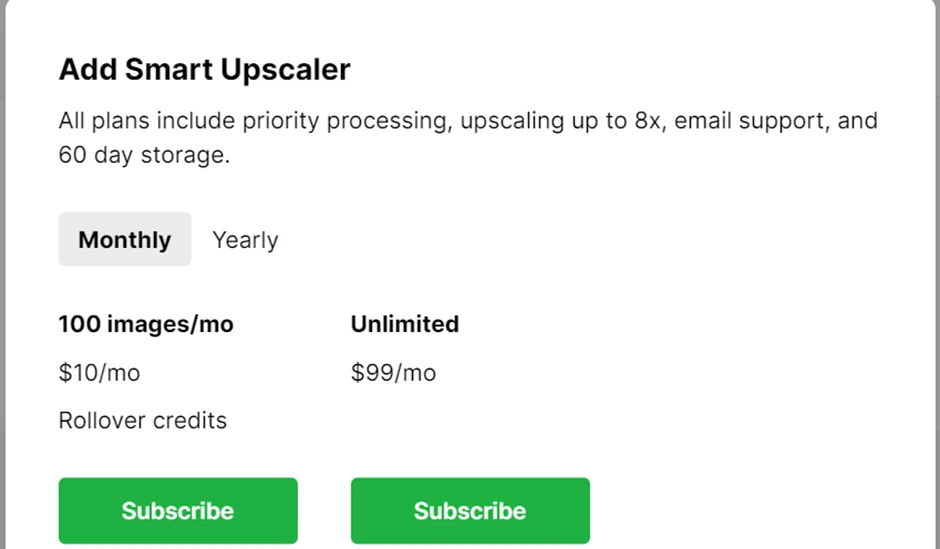 Add Smart Upscaler
All plans include priority processing, upscaling up to 8x, email support, and
60 day storage.
Monthly Yearly
100 images/mo
$10/mo
Rollover credits
Subscribe
Unlimited
$99/mo
Subscribe